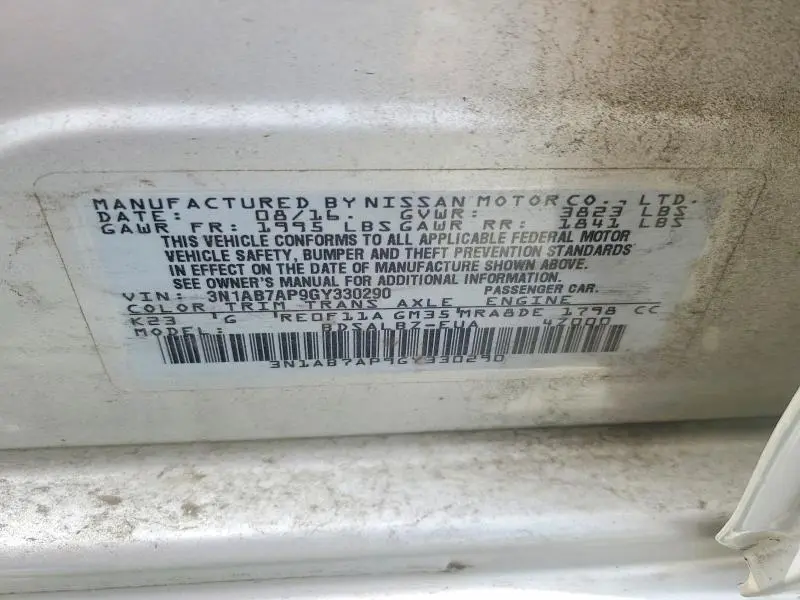 MANUFACTURED BY NISSAN MOTOR CO., LTD.
DATE: 08/16. GVWR: 3823 LBS
GAWR FR: 1995 LBS GAWR RR: 1841 LBS
THIS VEHICLE CONFORMS TO ALL APPLICABLE FEDERAL MOTOR
VEHICLE SAFETY, BUMPER AND THEFT PREVENTION STANDARDS
IN EFFECT ON THE DATE OF MANUFACTURE SHOWN ABOVE.
SEE OWNER'S MANUAL FOR ADDITIONAL INFORMATION.
VIN: 3N1AB7AP9GY330290 PASSENGER CAR.
COLOR TRIM TRANS AXLE ENGINE
K23 G RE0F11A GM35 MRA8DE 1798 CC
MODEL: BDSALBZ-EUA 47000
3N1AB7AP9GY330290